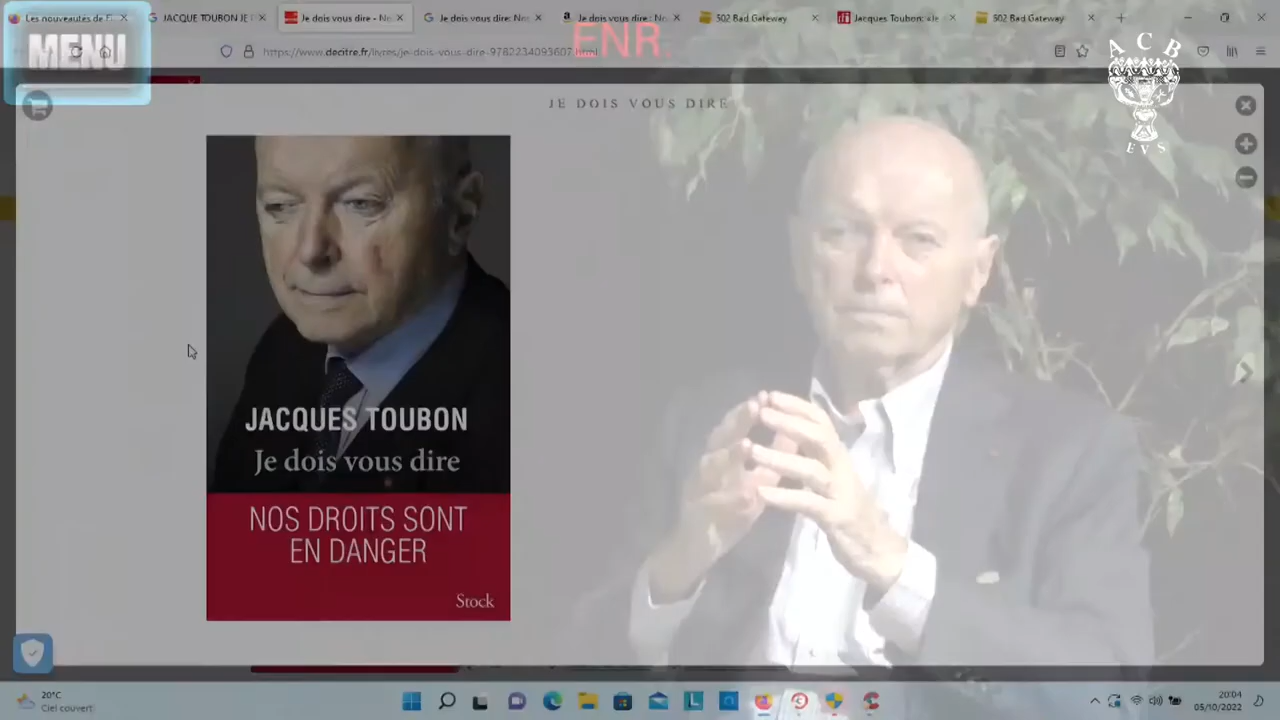 Les nouveautés de F
JACQUE TOUBON JE
Je dois vous dire - No
Je dois vous dire: Nos
Je dois vous dire: Nos
502 Bad Gateway
Jacques Toubon: «Je
502 Bad Gateway
ENR.
MENU
https://www.decitre.fr/livres/je-dois-vous-dire-9782234093607.html
A C B
E V S
JE DOIS VOUS DIRE
JACQUES TOUBON
Je dois vous dire
NOS DROITS SONT
EN DANGER
Stock
20°C
Ciel couvert
20:04
05/10/2022